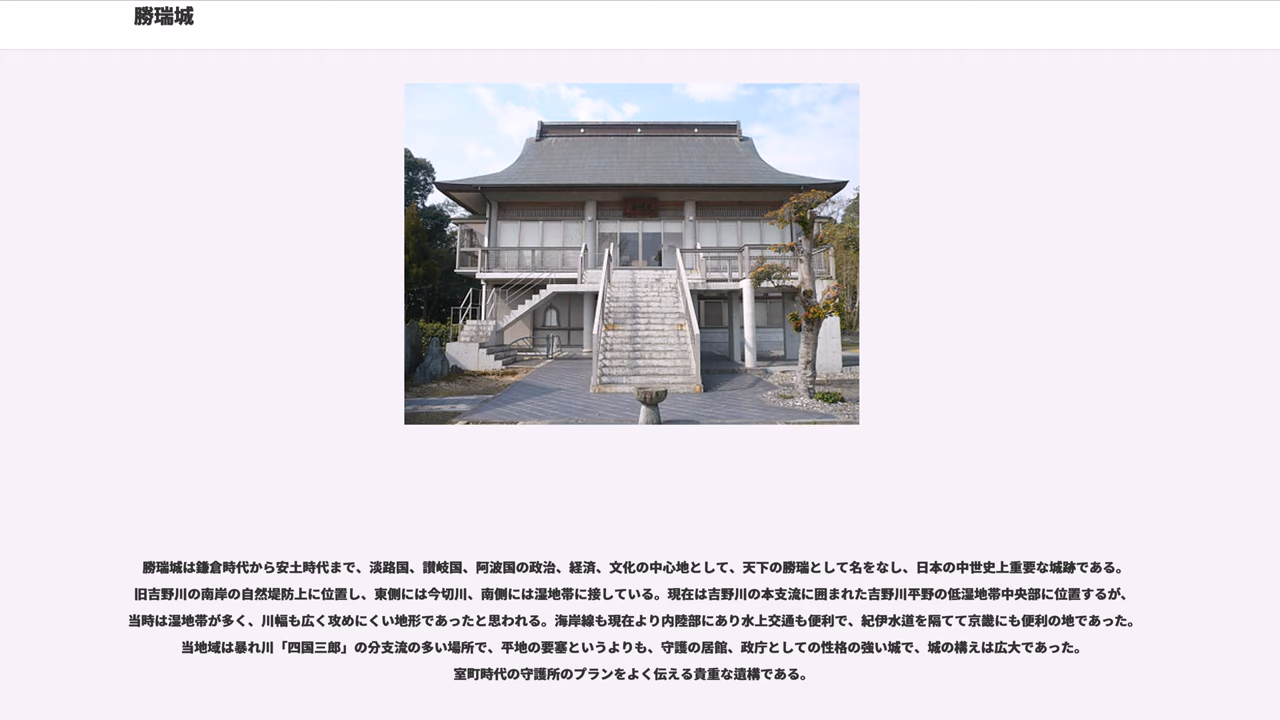 勝瑞城
勝瑞城は鎌倉時代から安土時代まで、淡路国、讃岐国、阿波国の政治、経済、文化の中心地として、天下の勝瑞として名をなし、日本の中世史上重要な城跡である。
旧吉野川の南岸の自然堤防上に位置し、東側には今切川、南側には湿地帯に接している。現在は吉野川の本支流に囲まれた吉野川平野の低湿地帯中央部に位置するが、
当時は湿地帯が多く、川幅も広く攻めにくい地形であったと思われる。海岸線も現在より内陸部にあり水上交通も便利で、紀伊水道を隔てて京畿にも便利の地であった。
当地域は暴れ川「四国三郎」の分支流の多い場所で、平地の要塞というよりも、守護の居館、政庁としての性格の強い城で、城の構えは広大であった。
室町時代の守護所のプランをよく伝える貴重な遺構である。